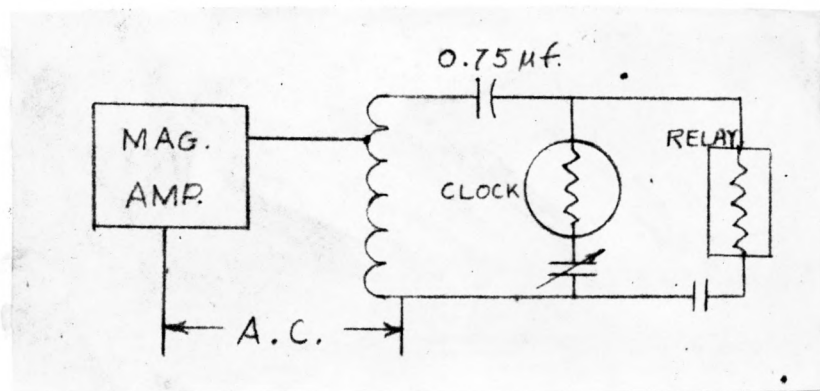 0.75 µf.
MAG.
AMP.
CLOCK
RELAY
A.C.